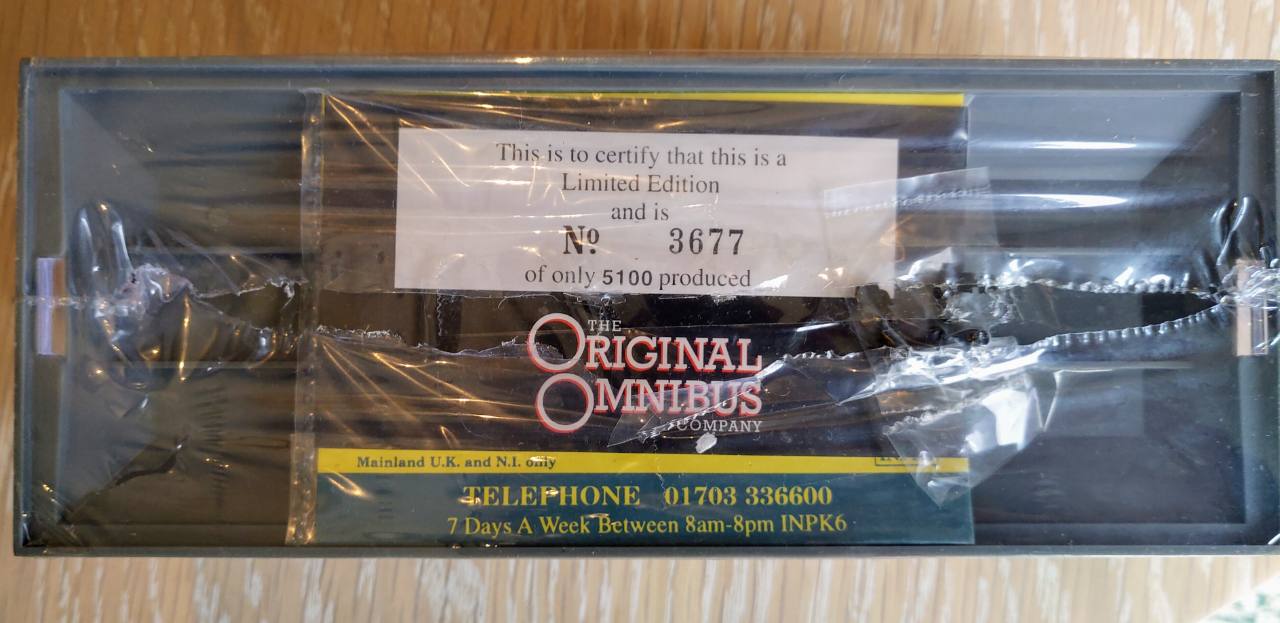 This is to certify that this is a
Limited Edition
and is
No 3677
of only 5100 produced
THE
ORIGINAL
OMNIBUS
COMPANY
Mainland U.K. and N.I. only
TELEPHONE 01703 336600
7 Days A Week Between 8am-8pm INPK6